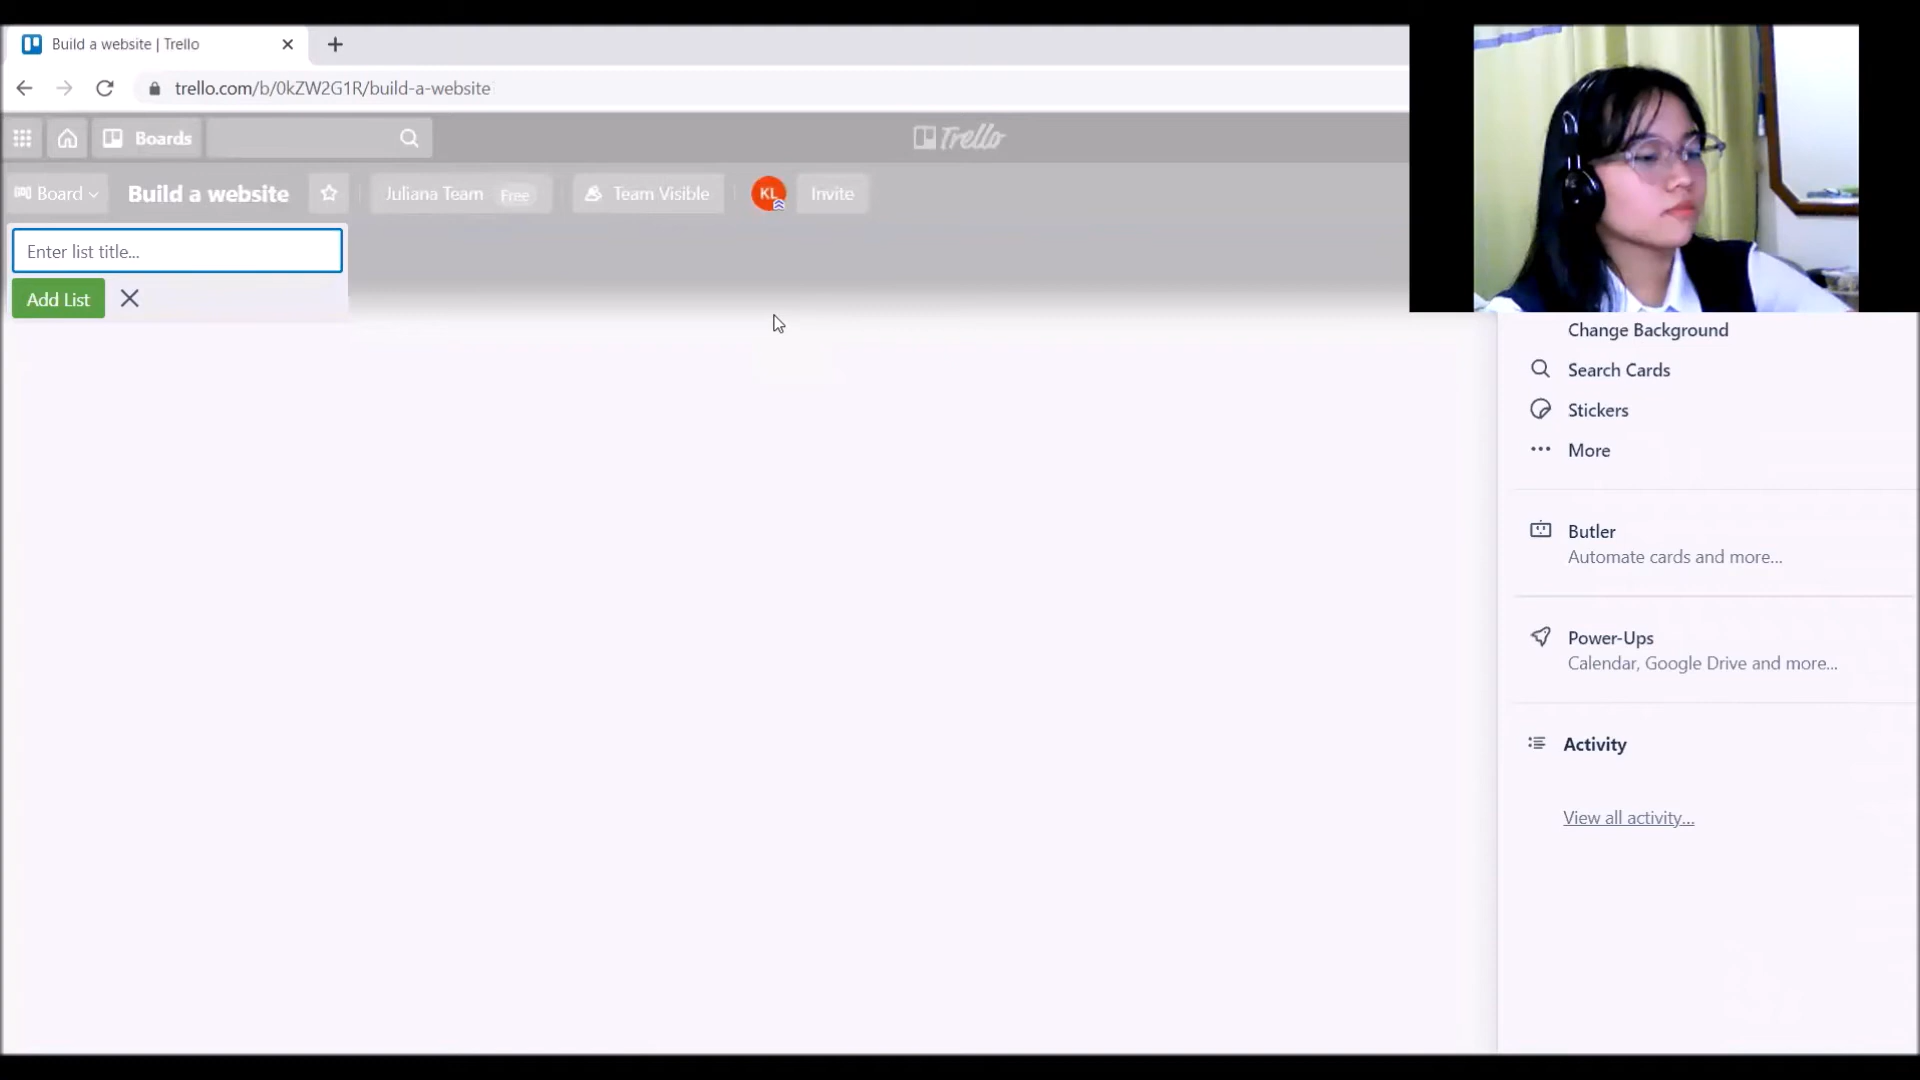 Build a website | Trello
trello.com/b/0kZW2G1R/build-a-website
Boards
Trello
Board
Build a website
Juliana Team Free
Team Visible
KL
Invite
Enter list title...
Add List
Change Background
Search Cards
Stickers
More
Butler
Automate cards and more...
Power-Ups
Calendar, Google Drive and more...
Activity
View all activity...